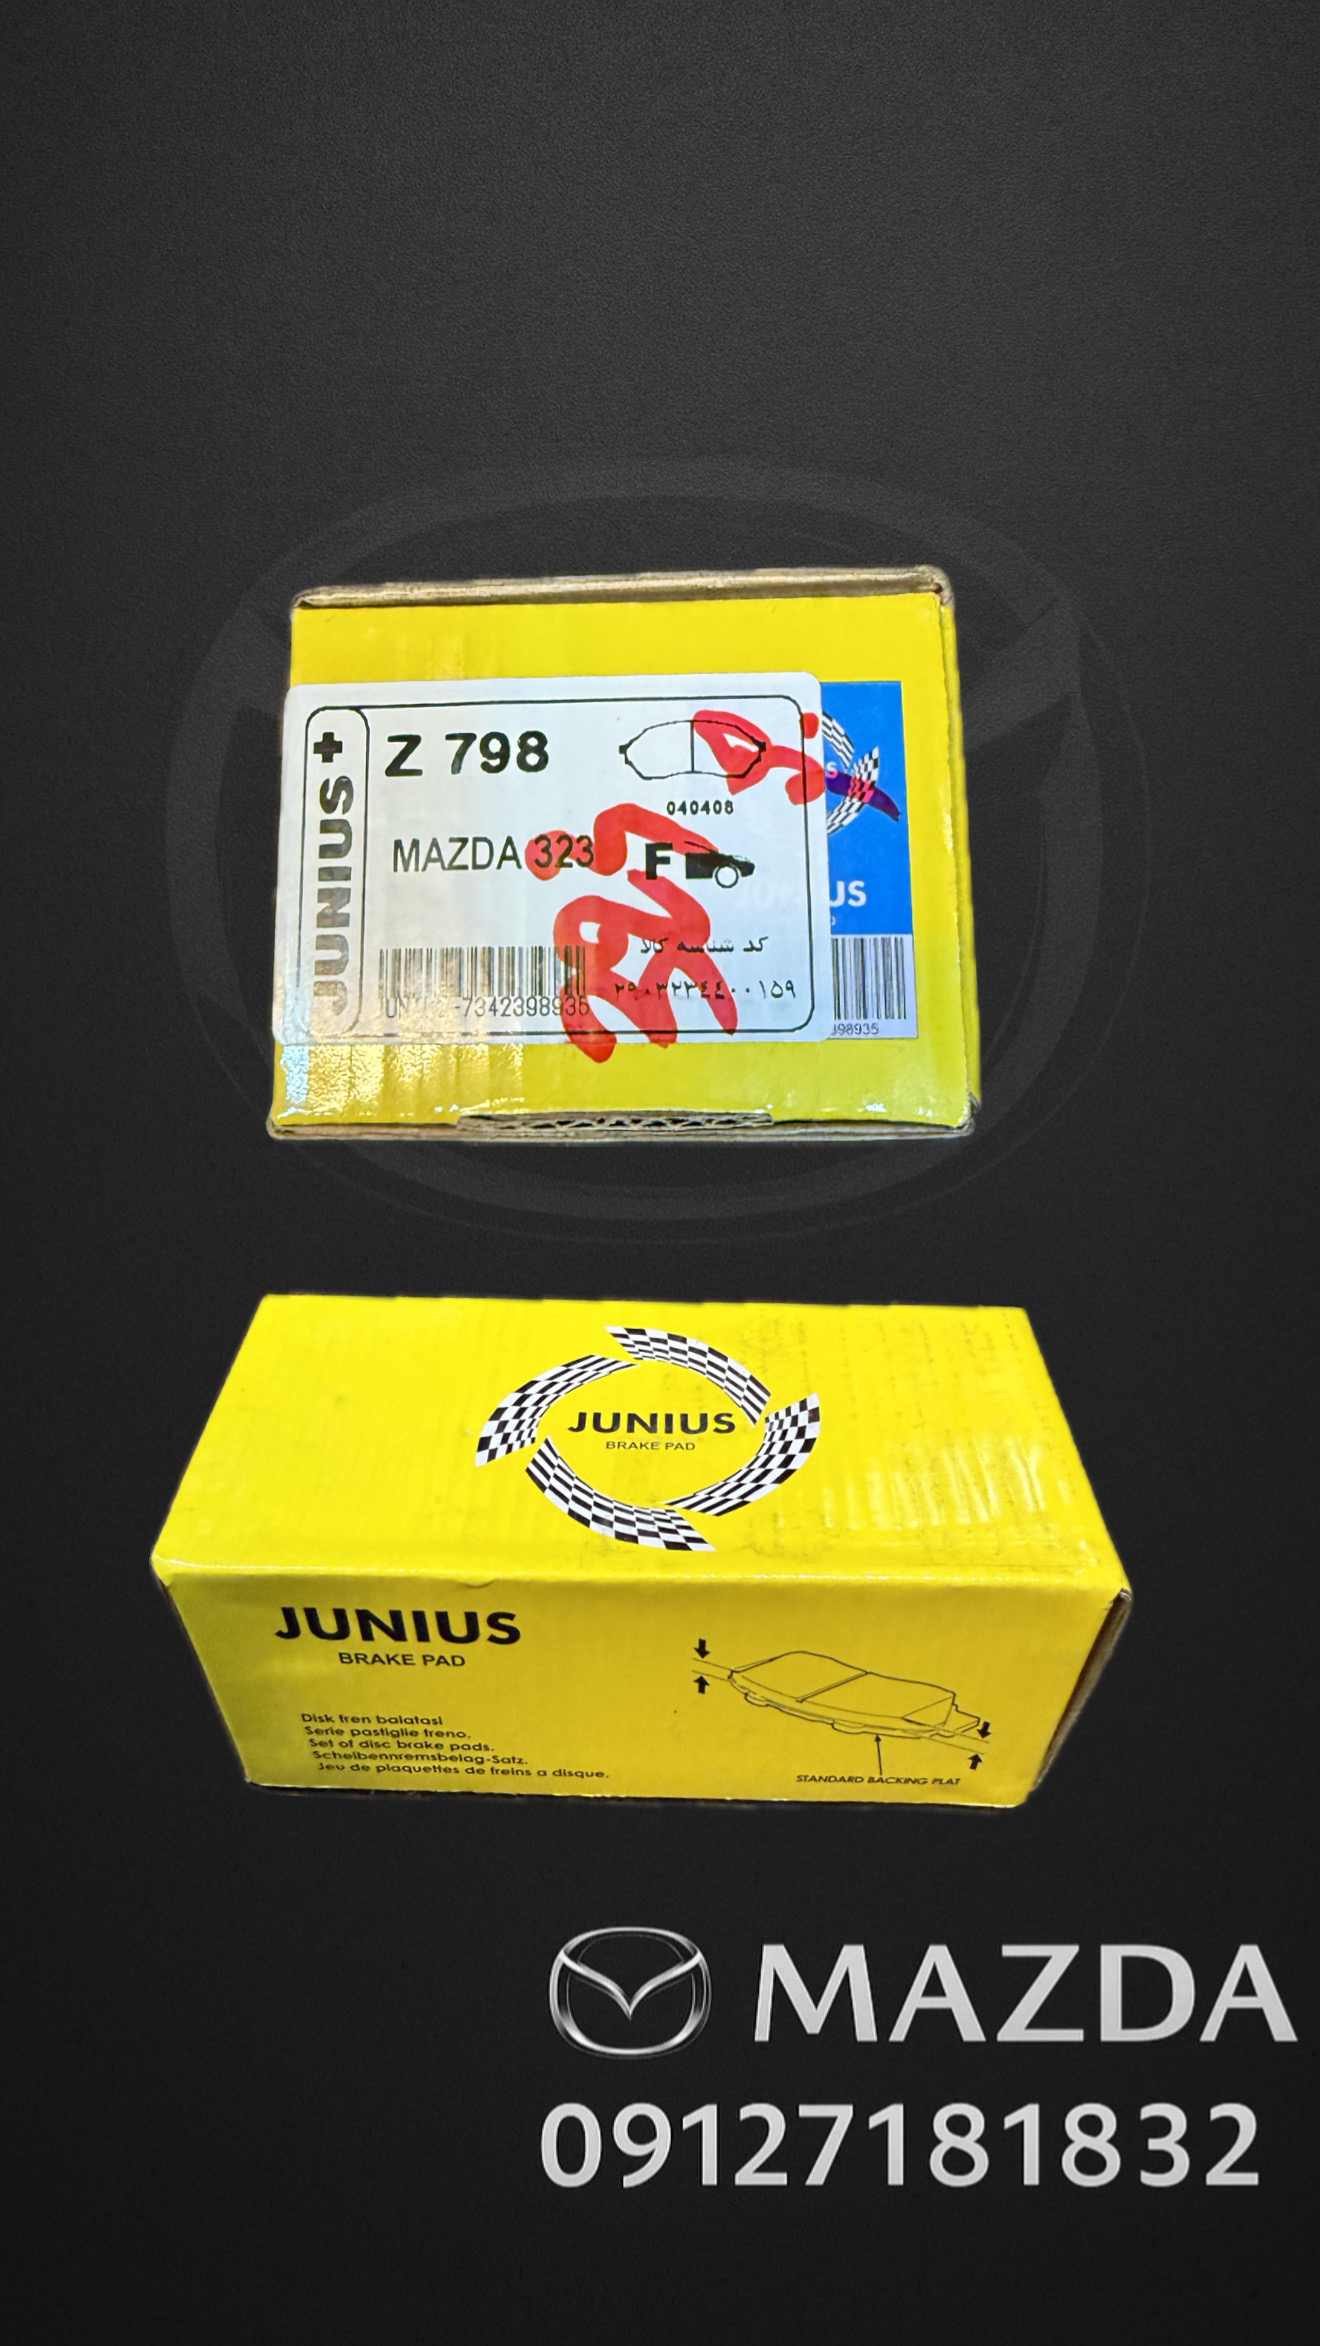 JUNIUS +
Z 798
040408
MAZDA 323
F
کد شناسه کالا
JUNIUS
398935
JUNIUS
BRAKE PAD
JUNIUS
BRAKE PAD
Disk fren balatasi
Serie pastiglie freno.
Set of disc brake pads.
Scheibennremsbelag-Satz.
Jeu de plaquettes de freins a disque.
STANDARD BACKING PLAT
MAZDA
09127181832